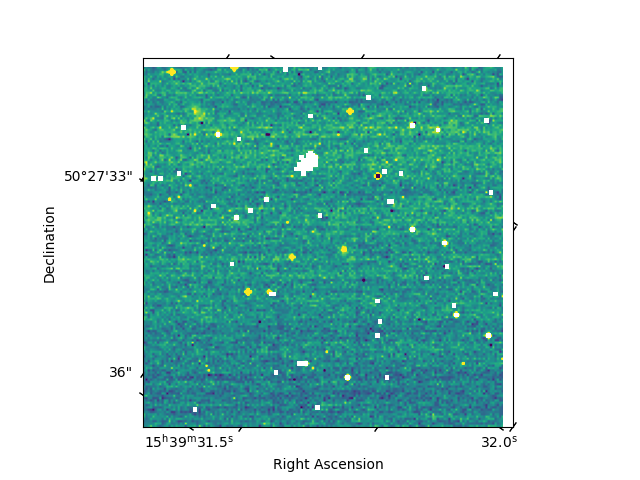 50°27'33"
Declination
36"
15ʰ39ᵐ31.5ˢ
32.0ˢ
Right Ascension